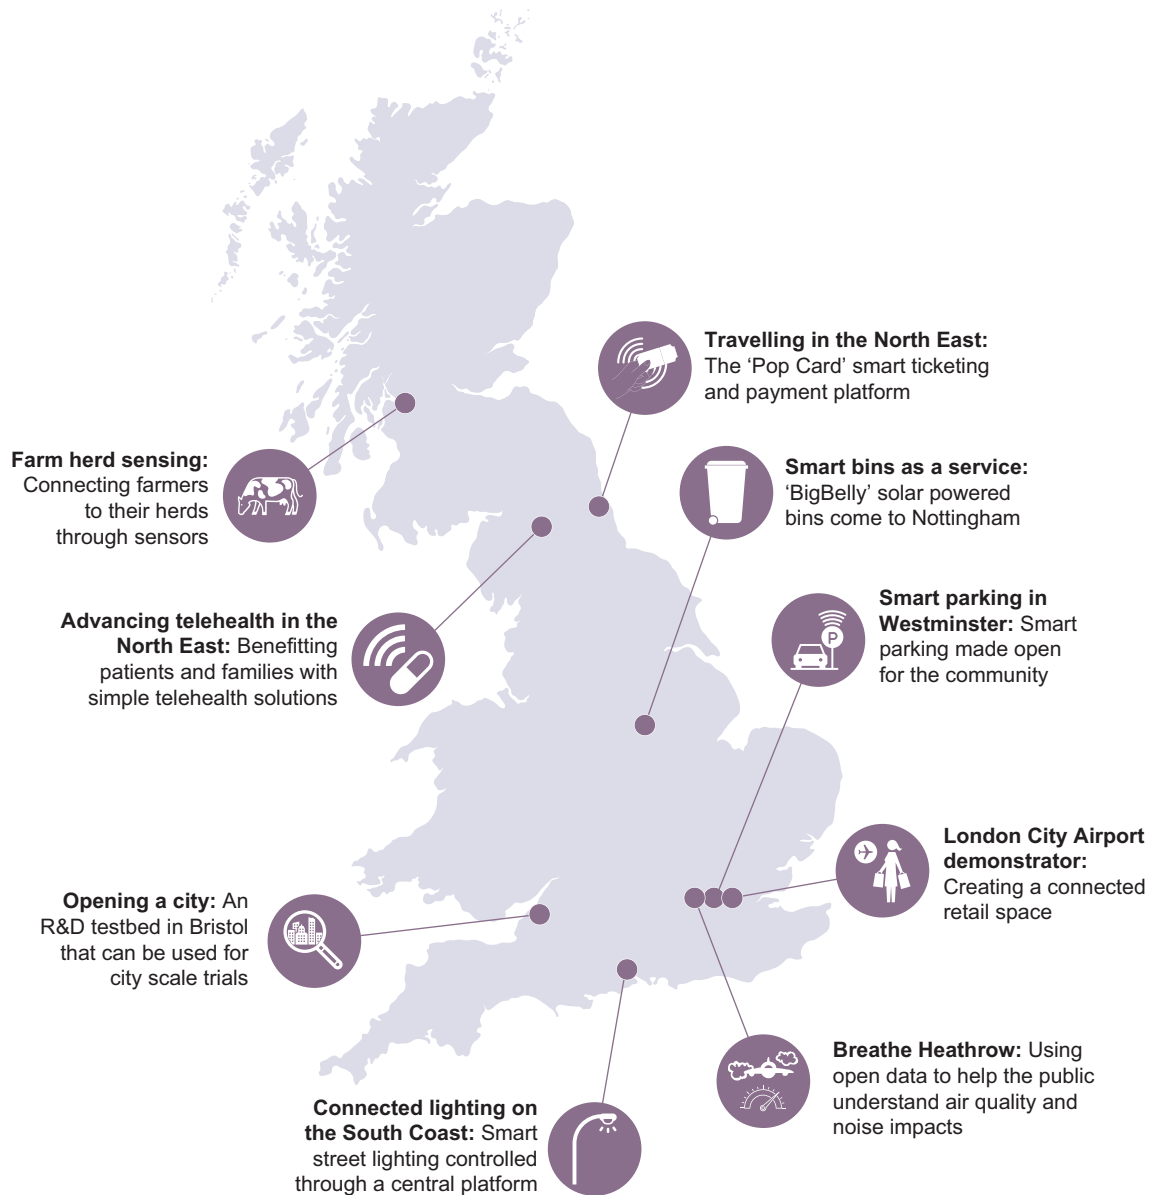 Travelling in the North East:
The ‘Pop Card’ smart ticketing
and payment platform
Farm herd sensing:
Connecting farmers
to their herds
through sensors
Smart bins as a service:
‘BigBelly’ solar powered
bins come to Nottingham
Advancing telehealth in the
North East: Benefitting
patients and families with
simple telehealth solutions
Smart parking in
Westminster: Smart
parking made open
for the community
P
London City Airport
demonstrator:
Creating a connected
retail space
Opening a city: An
R&D testbed in Bristol
that can be used for
city scale trials
Breathe Heathrow: Using
open data to help the public
understand air quality and
noise impacts
Connected lighting on
the South Coast: Smart
street lighting controlled
through a central platform